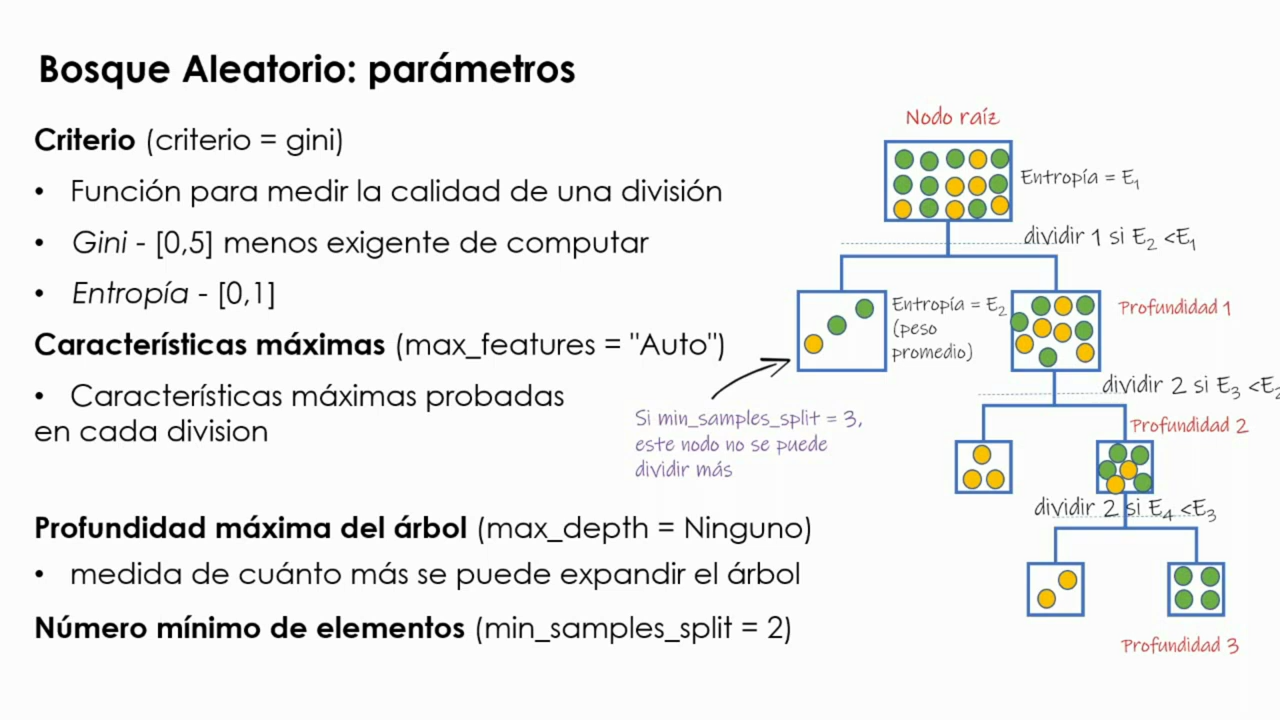 Bosque Aleatorio: parámetros
Criterio (criterio = gini)
• Función para medir la calidad de una división
• Gini - [0,5] menos exigente de computar
• Entropía - [0,1]
Características máximas (max_features = "Auto")
• Características máximas probadas
en cada division
Profundidad máxima del árbol (max_depth = Ninguno)
• medida de cuánto más se puede expandir el árbol
Número mínimo de elementos (min_samples_split = 2)
Nodo raíz
Entropía = E₁
dividir 1 si E₂ <E₁
Entropía = E₂
(peso
promedio)
Profundidad 1
Si min_samples_split = 3,
este nodo no se puede
dividir más
dividir 2 si E₃ <E₂
Profundidad 2
dividir 2 si E₄ <E₃
Profundidad 3